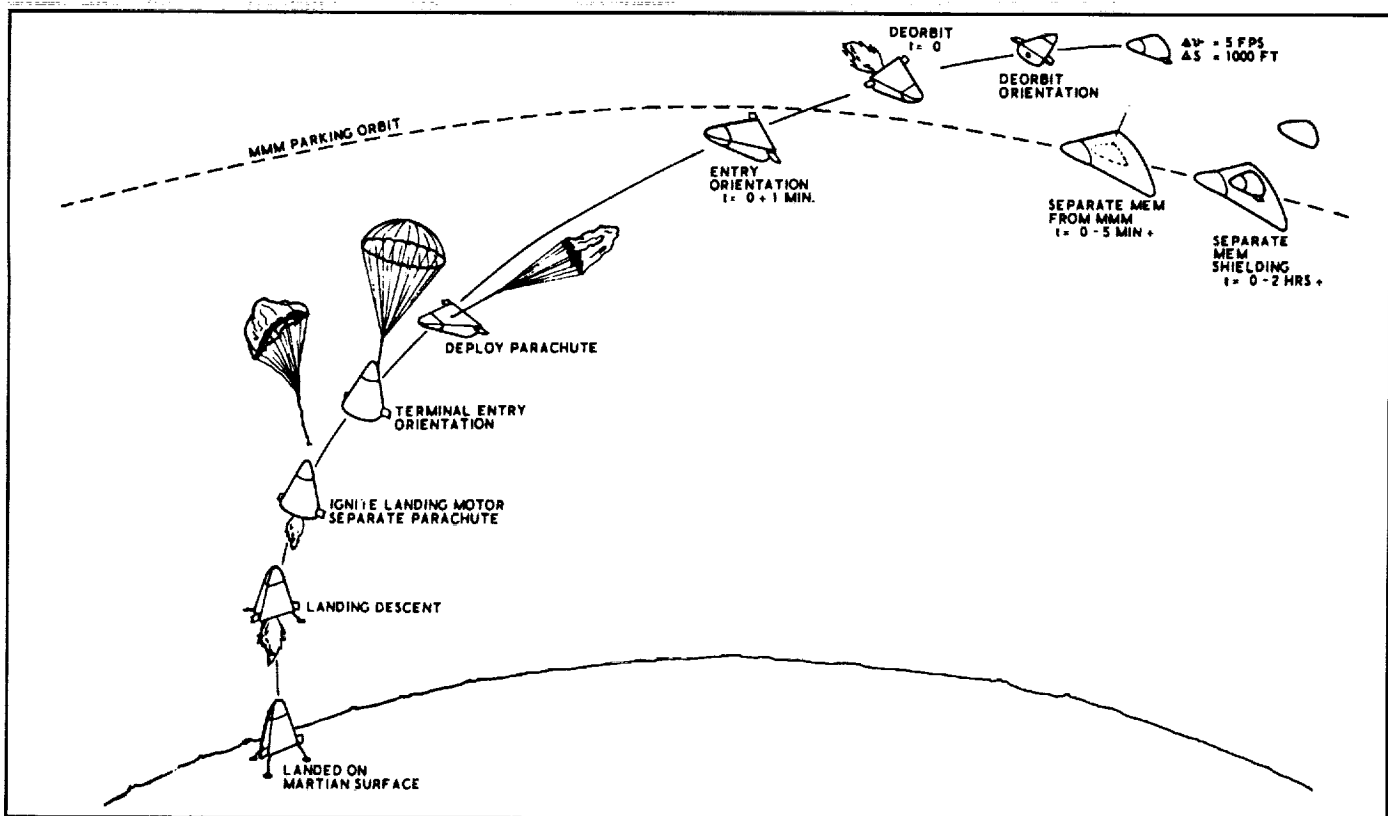 DEORBIT
t = 0
Δv = 5 FPS
ΔS = 1000 FT
DEORBIT
ORIENTATION
MMM PARKING ORBIT
ENTRY
ORIENTATION
t = 0 + 1 MIN.
SEPARATE MEM
FROM MMM
t = 0 - 5 MIN +
SEPARATE
MEM
SHIELDING
t = 0 - 2 HRS +
DEPLOY PARACHUTE
TERMINAL ENTRY
ORIENTATION
IGNITE LANDING MOTOR
SEPARATE PARACHUTE
LANDING DESCENT
LANDED ON
MARTIAN SURFACE